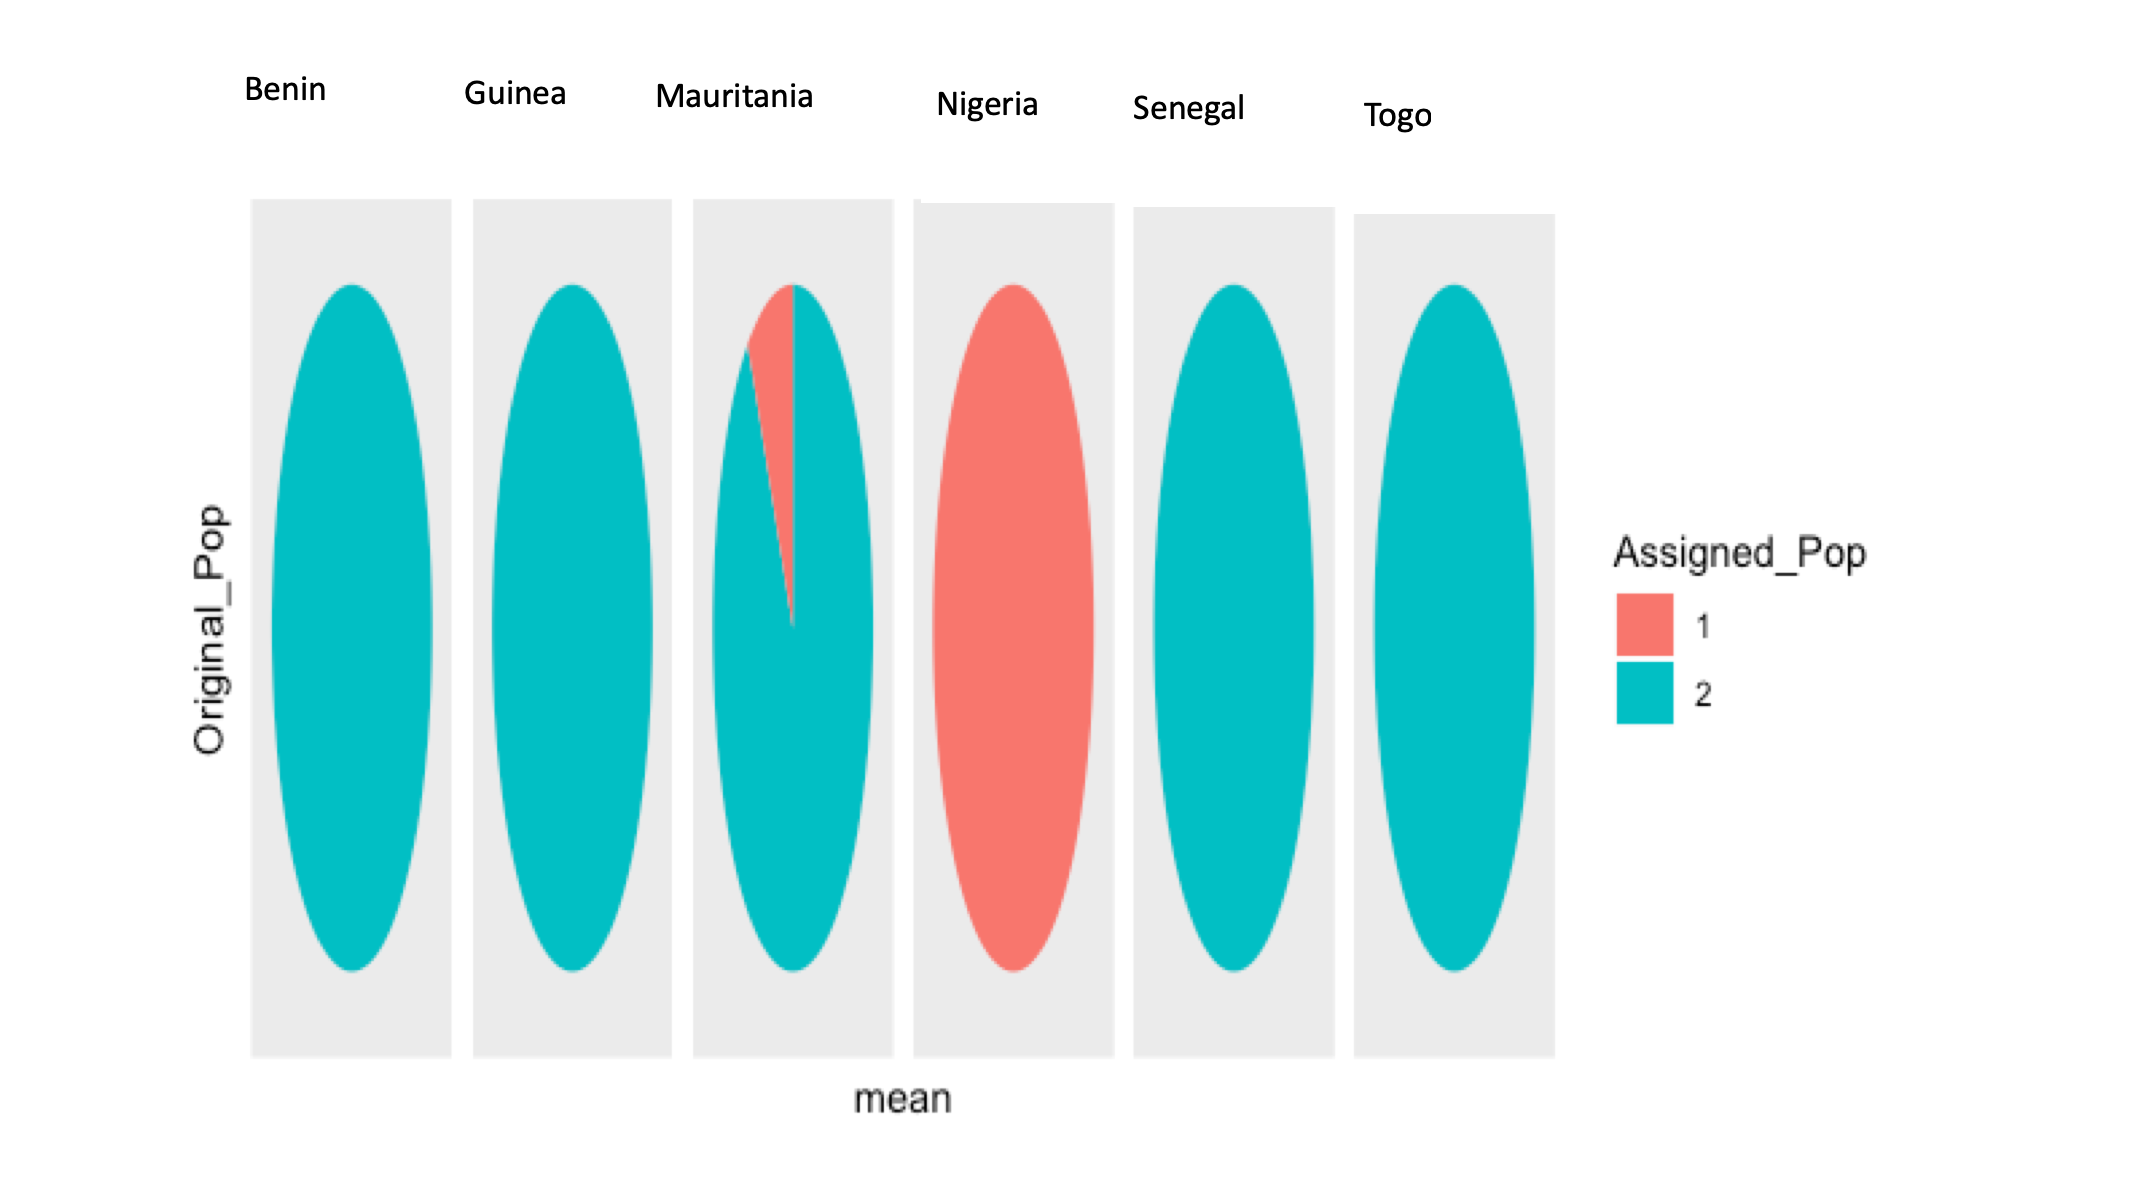 Benin
Guinea
Mauritania
Nigeria
Senegal
Togo
Original_Pop
Assigned_Pop
1
2
mean